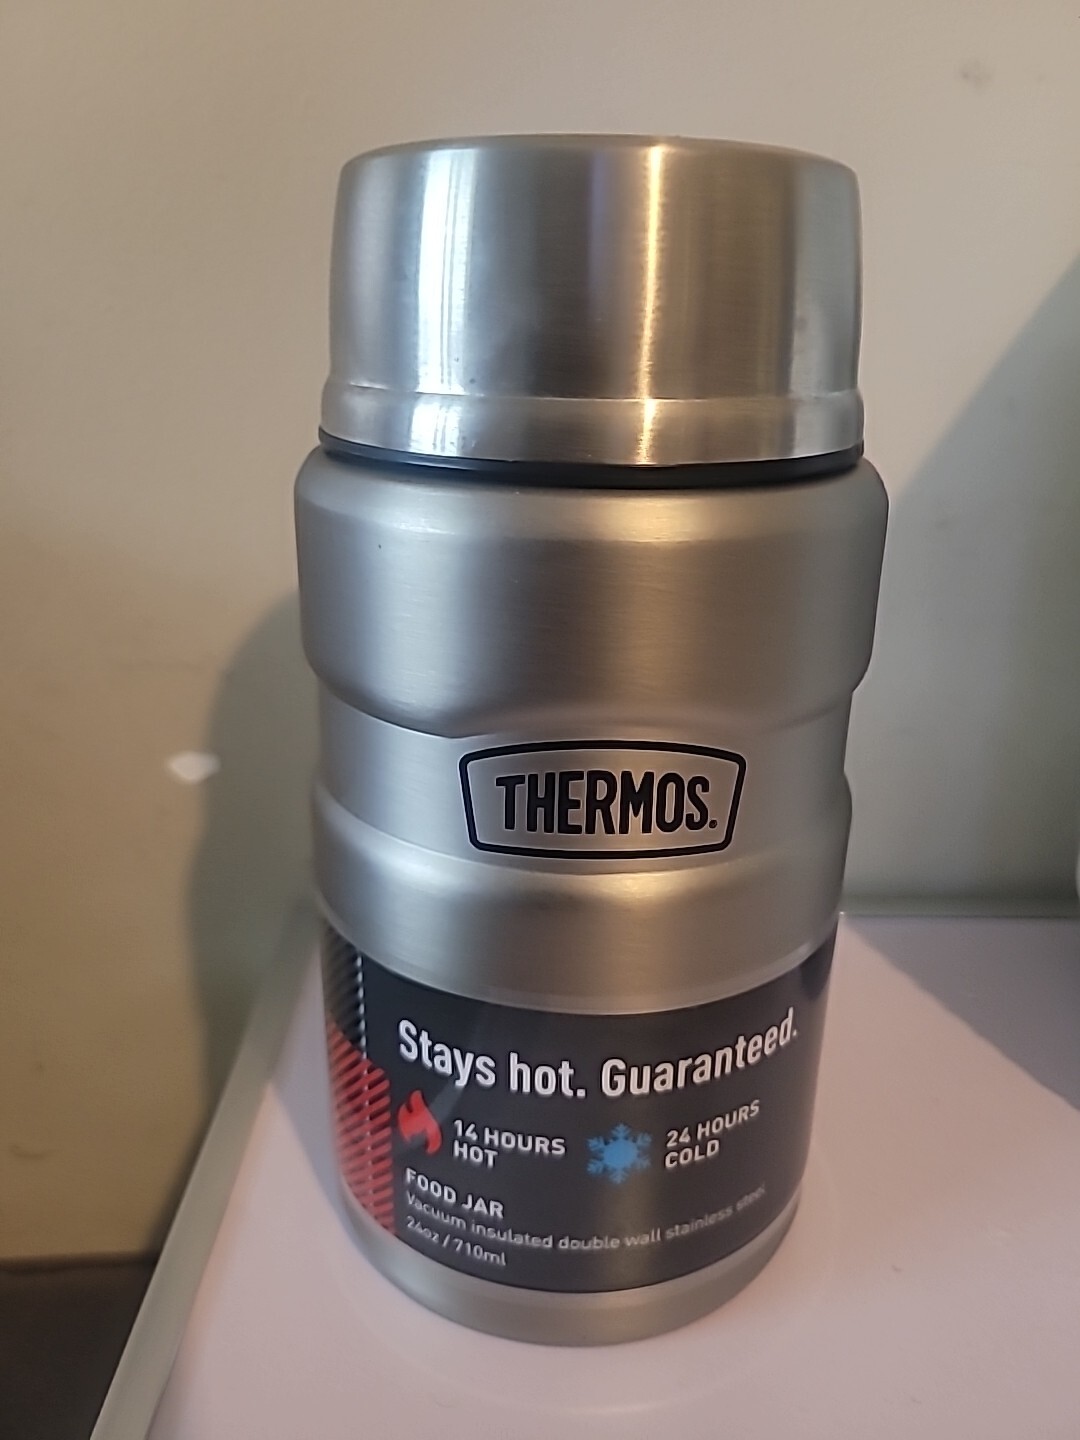 THERMOS.
Stays hot. Guaranteed.
14 HOURS
HOT
24 HOURS
COLD
FOOD JAR
Vacuum insulated double wall stainless steel
24oz / 710ml